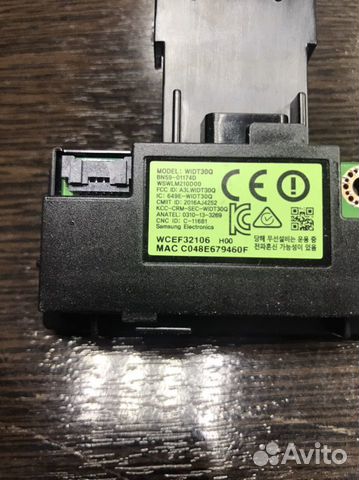 MODEL: WIDT30Q
BN59-01174D
WSWLM210D00
FCC ID: A3LWIDT30Q
IC: 649E-WIDT30Q
CMIIT ID: 2016AJ4252
KCC-CRM-SEC-WIDT30Q
ANATEL: 0310-13-3269
CNC ID: C-11681
Samsung Electronics
WCEF32106 H00
MAC C048E679460F
당해 무선설비는 운용 중
전파혼신 가능성이 있음
Avito